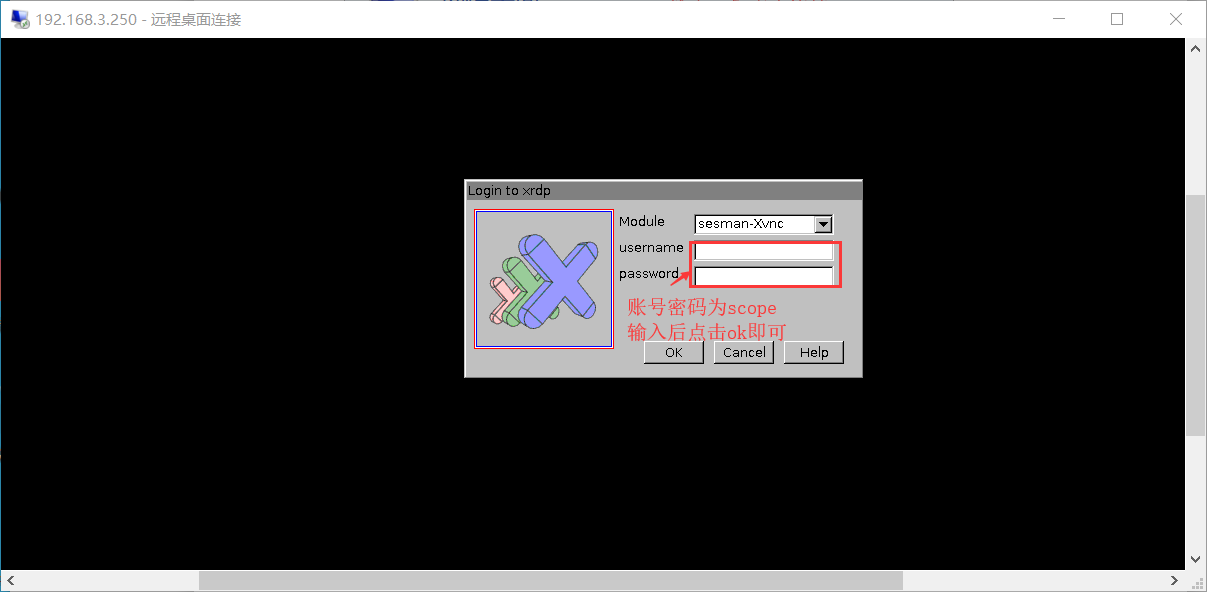 192.168.3.250 - 远程桌面连接
Login to xrdp
Module
sesman-Xvnc
username
password
账号密码为scope
输入后点击ok即可
OK
Cancel
Help